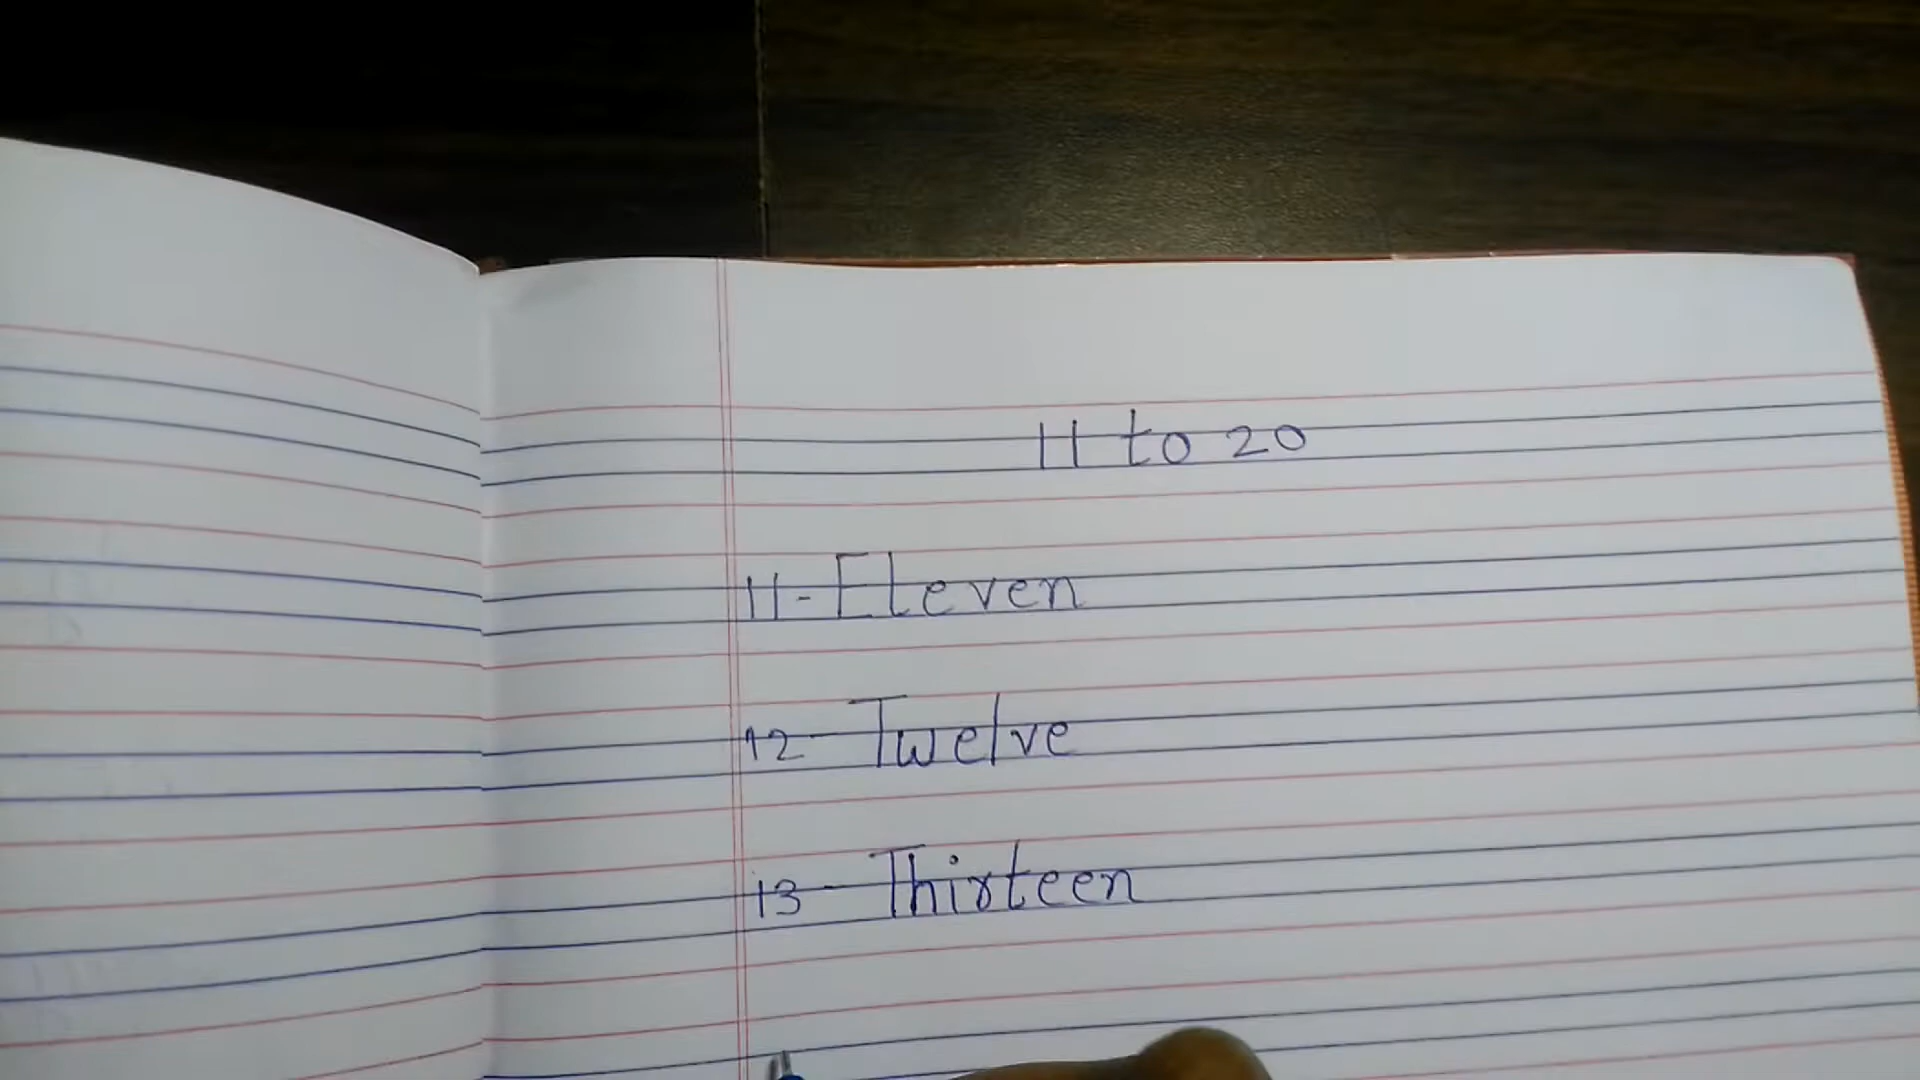 11 to 20
11 - Eleven
12 - Twelve
13 - Thirteen